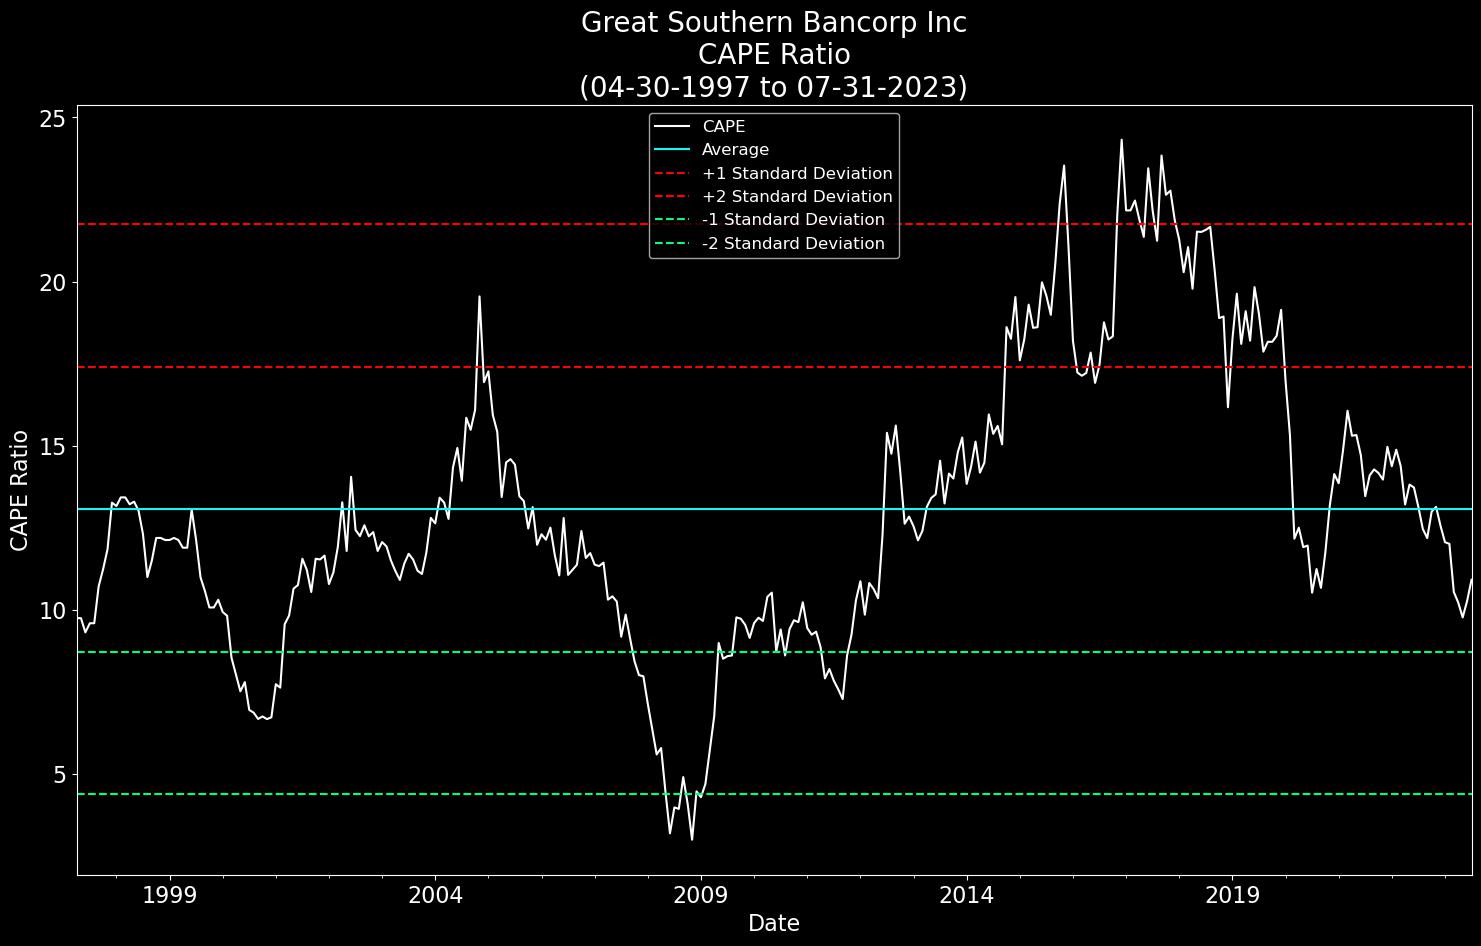 Great Southern Bancorp Inc
CAPE Ratio
(04-30-1997 to 07-31-2023)
CAPE
Average
+1 Standard Deviation
+2 Standard Deviation
-1 Standard Deviation
-2 Standard Deviation
CAPE Ratio
25
20
15
10
5
1999
2004
2009
2014
2019
Date